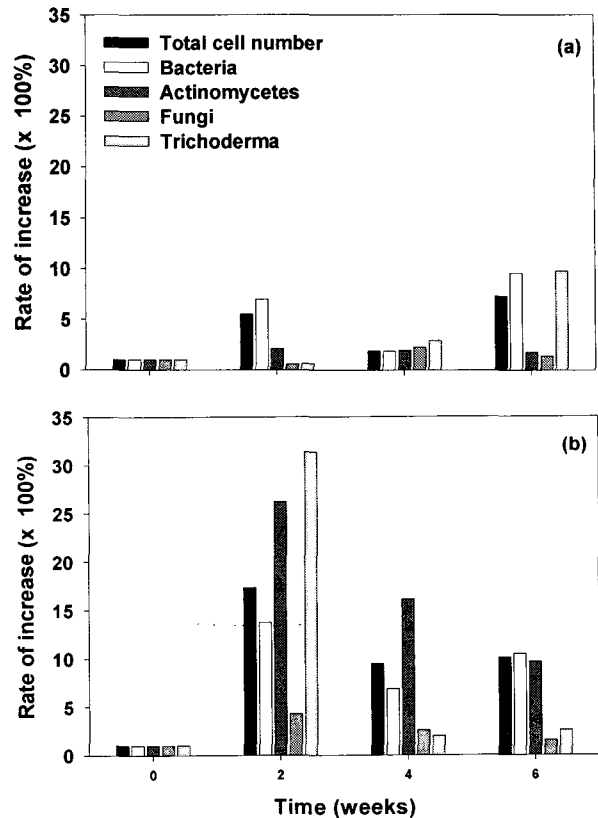 35
30
25
20
15
10
5
0
Rate of increase (x 100%)
Total cell number
Bacteria
Actinomycetes
Fungi
Trichoderma
(a)
35
30
25
20
15
10
5
0
Rate of increase (x 100%)
(b)
0 2 4 6
Time (weeks)